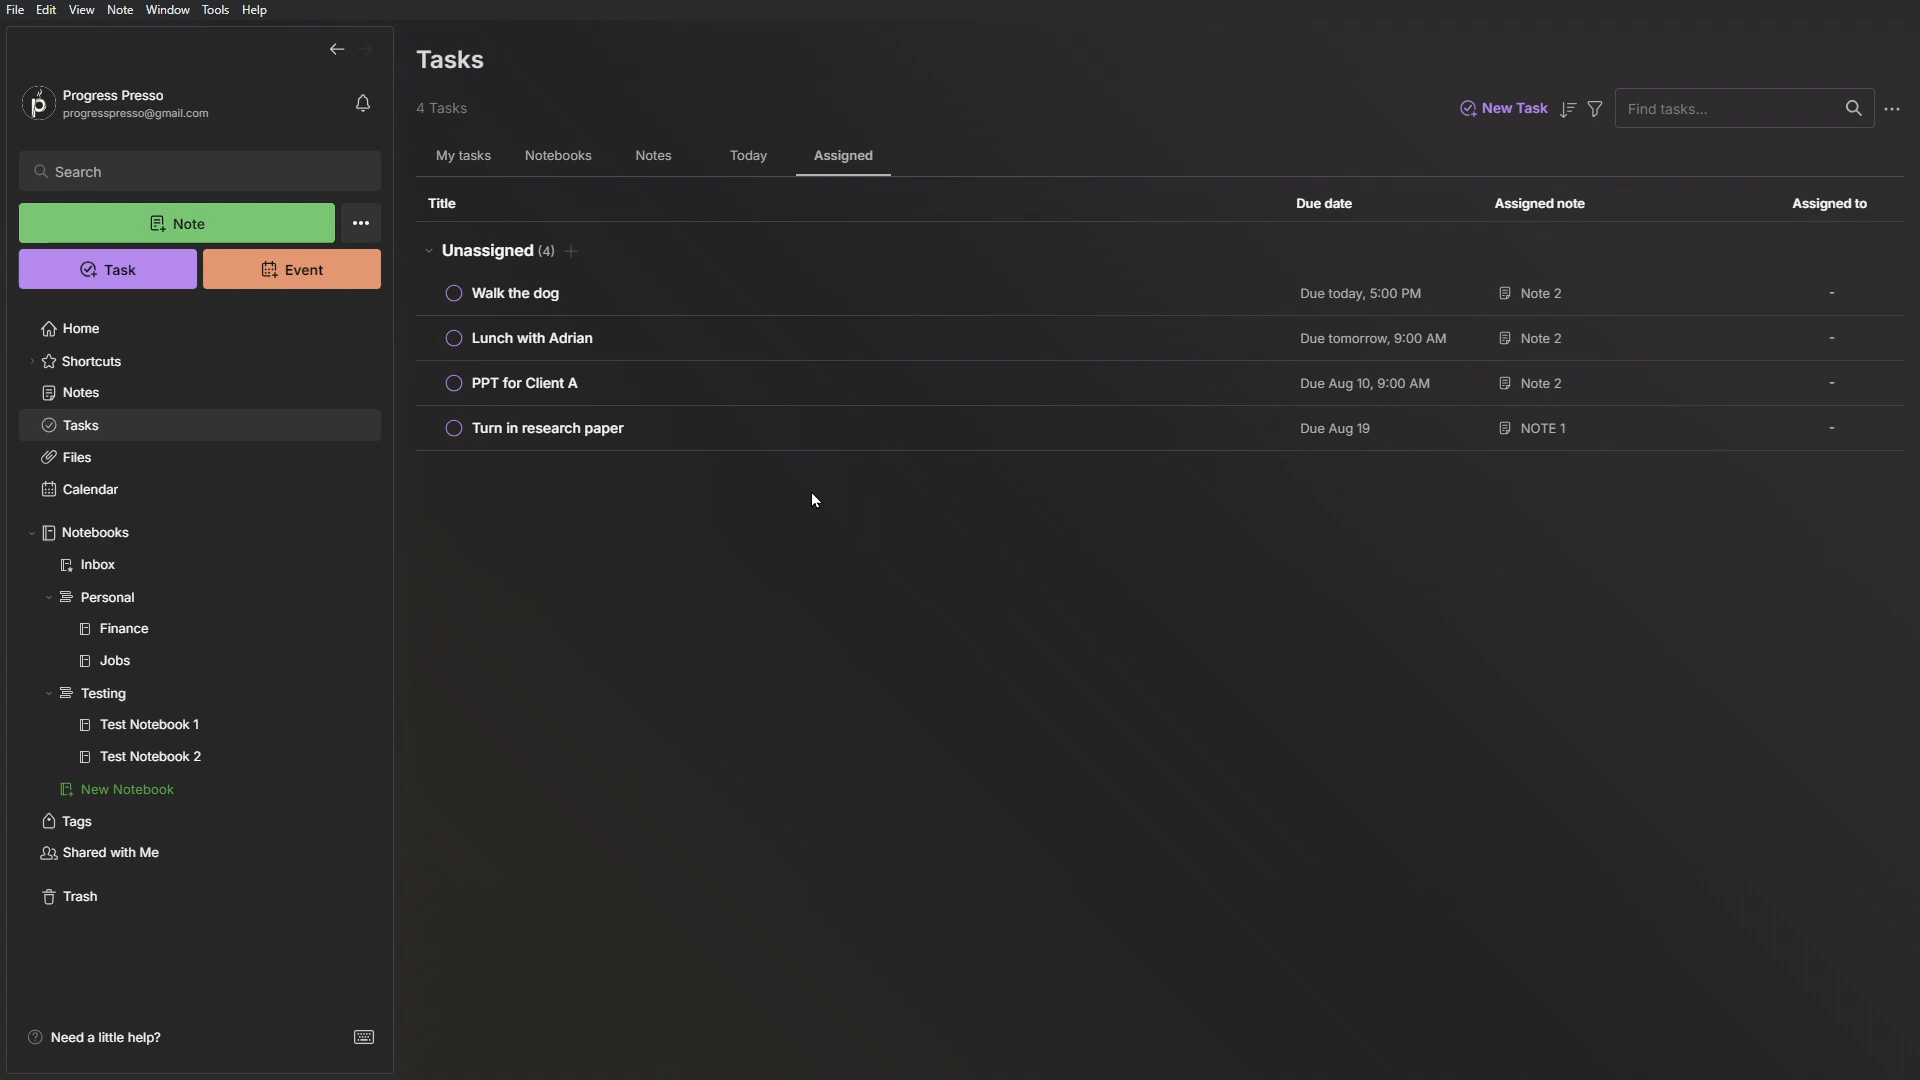 File Edit View Note Tools Window Help
Progress Presso
progresspresso@gmail.com
Search
Note
Task
Event
Home
Shortcuts
Notes
Tasks
Files
Calendar
Notebooks
Inbox
Personal
Finance
Jobs
Testing
Test Notebook 1
Test Notebook 2
New Notebook
Tags
Shared with Me
Trash
Need a little help?
Tasks
4 Tasks
New Task
Find tasks...
My tasks Notebooks Notes Today Assigned
Title Due date Assigned note Assigned to
Unassigned (4)
Walk the dog Due today, 5:00 PM Note 2 -
Lunch with Adrian Due tomorrow, 9:00 AM Note 2 -
PPT for Client A Due Aug 10, 9:00 AM Note 2 -
Turn in research paper Due Aug 19 NOTE 1 -